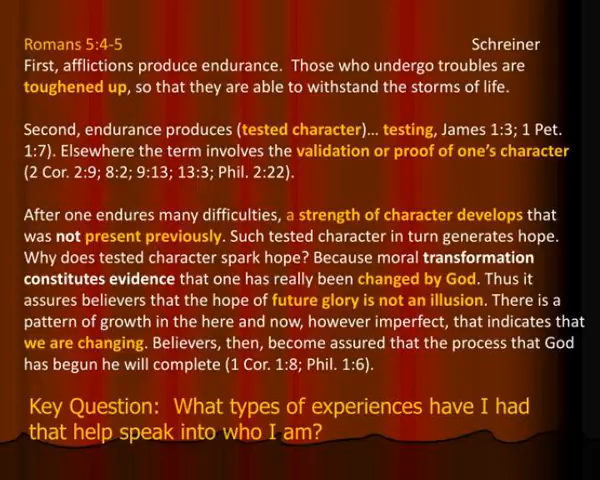 Romans 5:4-5 Schreiner
First, afflictions produce endurance. Those who undergo troubles are
toughened up, so that they are able to withstand the storms of life.
Second, endurance produces (tested character)... testing, James 1:3; 1 Pet.
1:7). Elsewhere the term involves the validation or proof of one's character
(2 Cor. 2:9; 8:2; 9:13; 13:3; Phil. 2:22).
After one endures many difficulties, a strength of character develops that
was not present previously. Such tested character in turn generates hope.
Why does tested character spark hope? Because moral transformation
constitutes evidence that one has really been changed by God. Thus it
assures believers that the hope of future glory is not an illusion. There is a
pattern of growth in the here and now, however imperfect, that indicates that
we are changing. Believers, then, become assured that the process that God
has begun he will complete (1 Cor. 1:8; Phil. 1:6).
Key Question: What types of experiences have I had
that help speak into who I am?